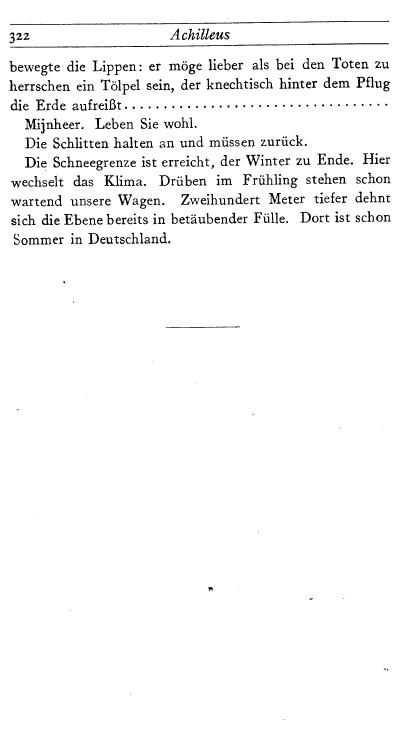 322 Achilleus
bewegte die Lippen: er möge lieber als bei den Toten zu
herrschen ein Tölpel sein, der knechtisch hinter dem Pflug
die Erde aufreißt..................................
Mijnheer. Leben Sie wohl.
Die Schlitten halten an und müssen zurück.
Die Schneegrenze ist erreicht, der Winter zu Ende. Hier
wechselt das Klima. Drüben im Frühling stehen schon
wartend unsere Wagen. Zweihundert Meter tiefer dehnt
sich die Ebene bereits in betäubender Fülle. Dort ist schon
Sommer in Deutschland.